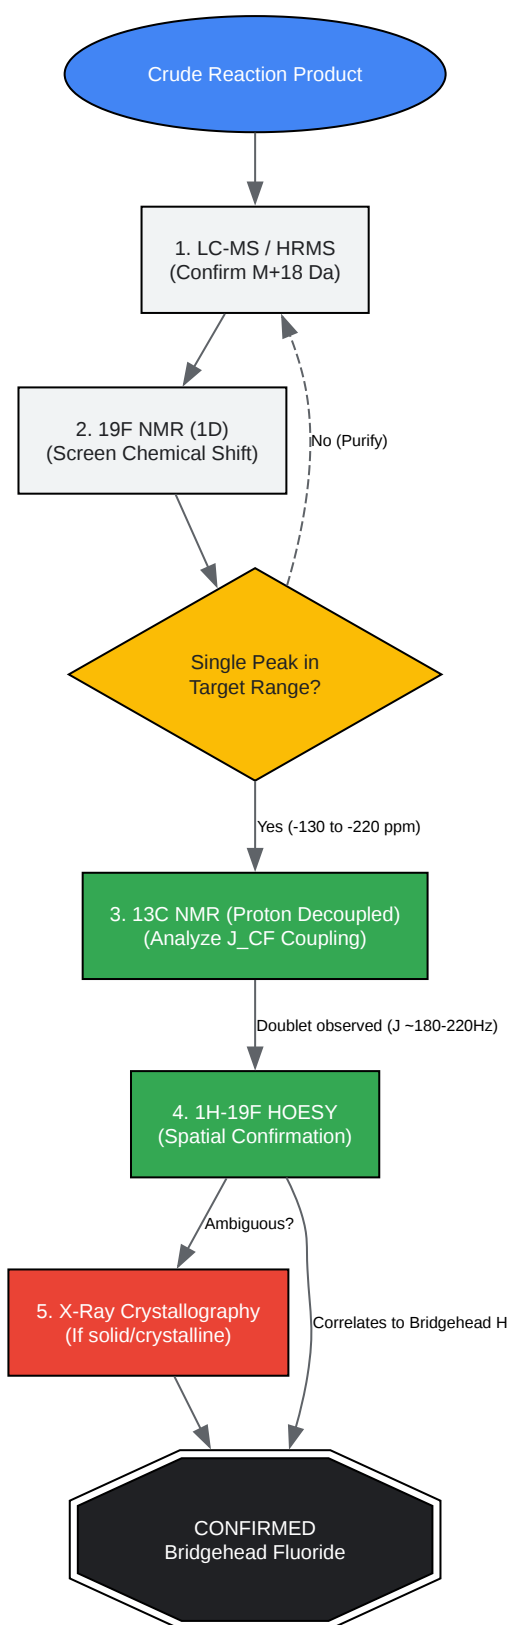 Crude Reaction Product
1. LC-MS / HRMS
(Confirm M+18 Da)
2. 19F NMR (1D)
(Screen Chemical Shift)
No (Purify)
Single Peak in
Target Range?
Yes (-130 to -220 ppm)
3. 13C NMR (Proton Decoupled)
(Analyze J_CF Coupling)
Doublet observed (J ~180-220Hz)
4. 1H-19F HOESY
(Spatial Confirmation)
Ambiguous?
5. X-Ray Crystallography
(If solid/crystalline)
Correlates to Bridgehead H
CONFIRMED
Bridgehead Fluoride